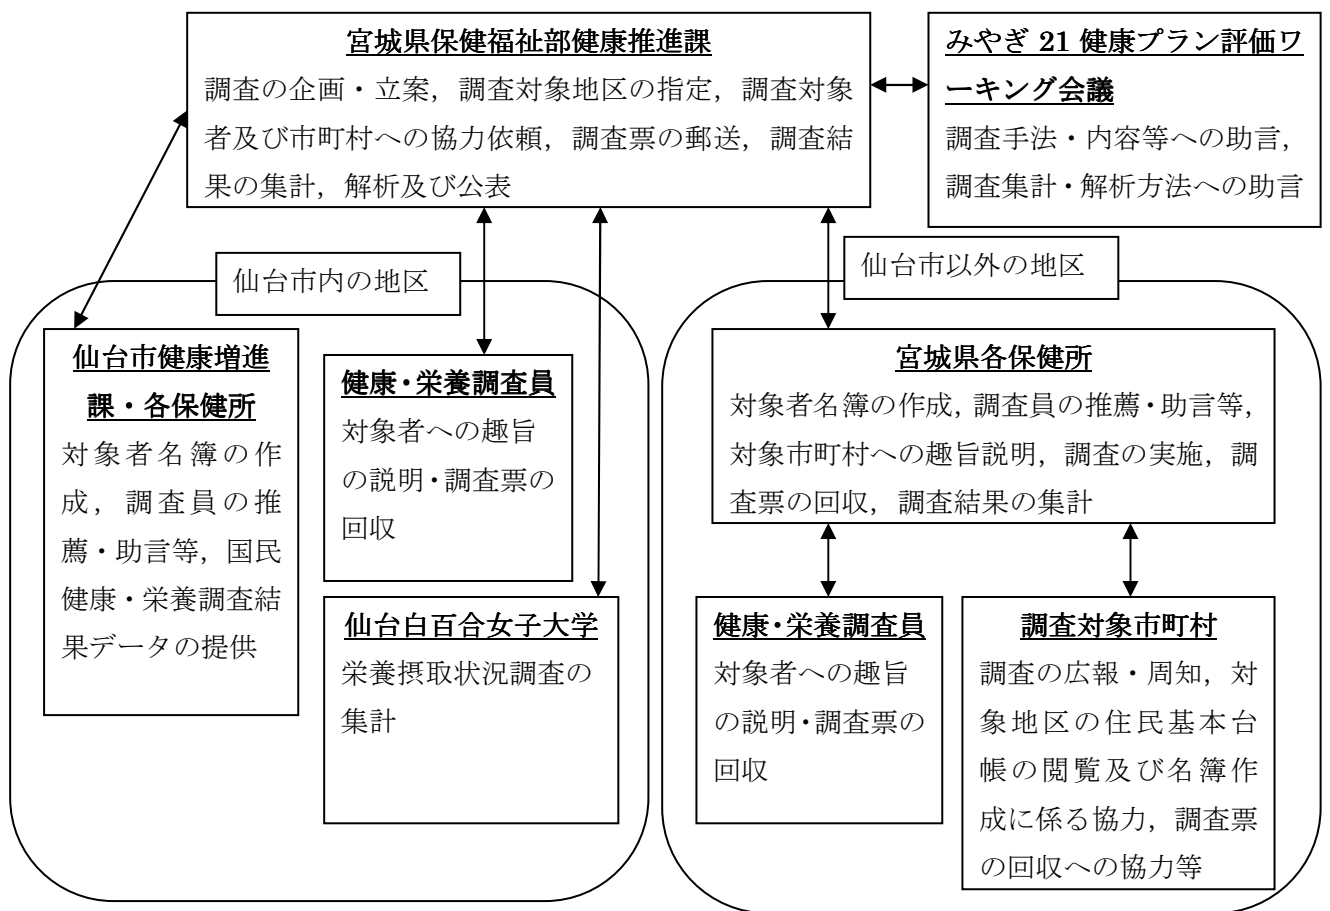 宮城県保健福祉部健康推進課
調査の企画・立案，調査対象地区の指定，調査対象
者及び市町村への協力依頼，調査票の郵送，調査結
果の集計，解析及び公表
みやぎ 21 健康プラン評価ワ
ーキング会議
調査手法・内容等への助言，
調査集計・解析方法への助言
仙台市内の地区
仙台市健康増進
課・各保健所
対象者名簿の作
成，調査員の推
薦・助言等，国民
健康・栄養調査結
果データの提供
健康・栄養調査員
対象者への趣旨
の説明・調査票の
回収
仙台白百合女子大学
栄養摂取状況調査の
集計
仙台市以外の地区
宮城県各保健所
対象者名簿の作成，調査員の推薦・助言等，
対象市町村への趣旨説明，調査の実施，調
査票の回収，調査結果の集計
健康・栄養調査員
対象者への趣旨
の説明・調査票の
回収
調査対象市町村
調査の広報・周知，対
象地区の住民基本台
帳の閲覧及び名簿作
成に係る協力，調査票
の回収への協力等